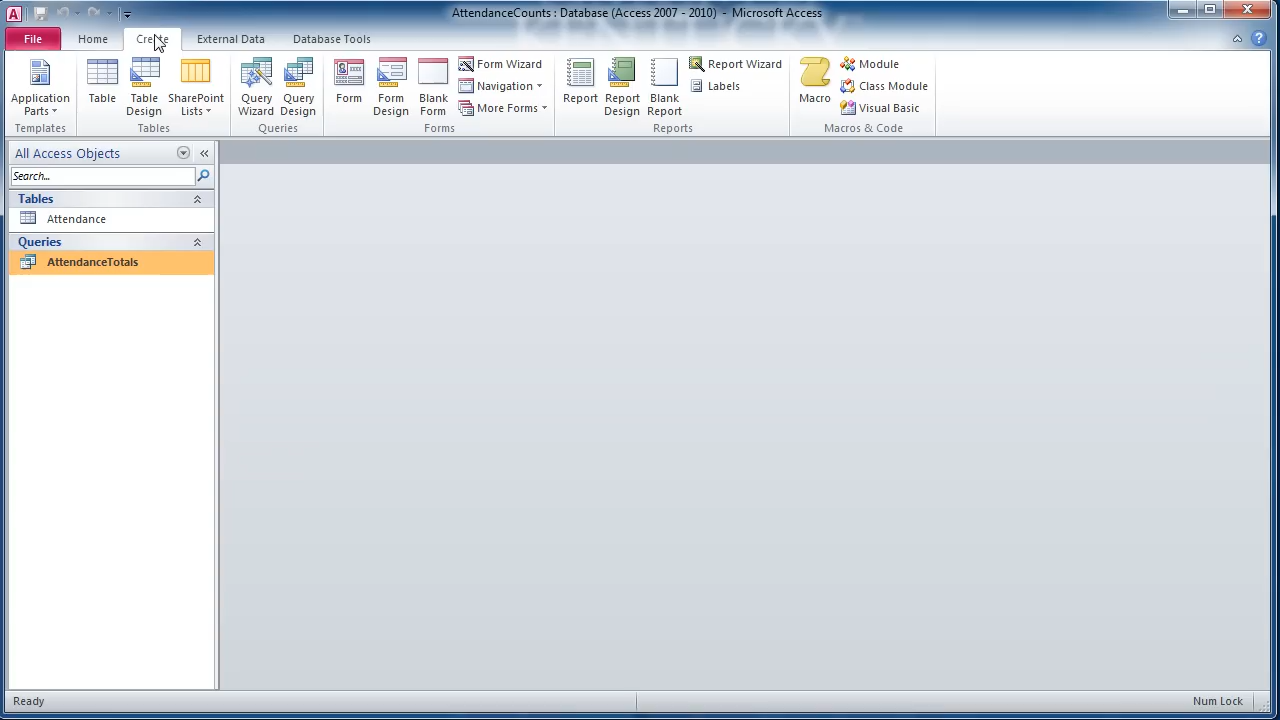 AttendanceCounts : Database (Access 2007 - 2010)  -  Microsoft Access
File Home Create External Data Database Tools
Application Parts
Table
Table Design
SharePoint Lists
Query Wizard
Query Design
Form
Form Design
Blank Form
Form Wizard
Navigation
More Forms
Report
Report Design
Blank Report
Report Wizard
Labels
Macro
Module
Class Module
Visual Basic
Templates Tables Queries Forms Reports Macros & Code
All Access Objects
Search...
Tables
Attendance
Queries
AttendanceTotals
Ready Num Lock